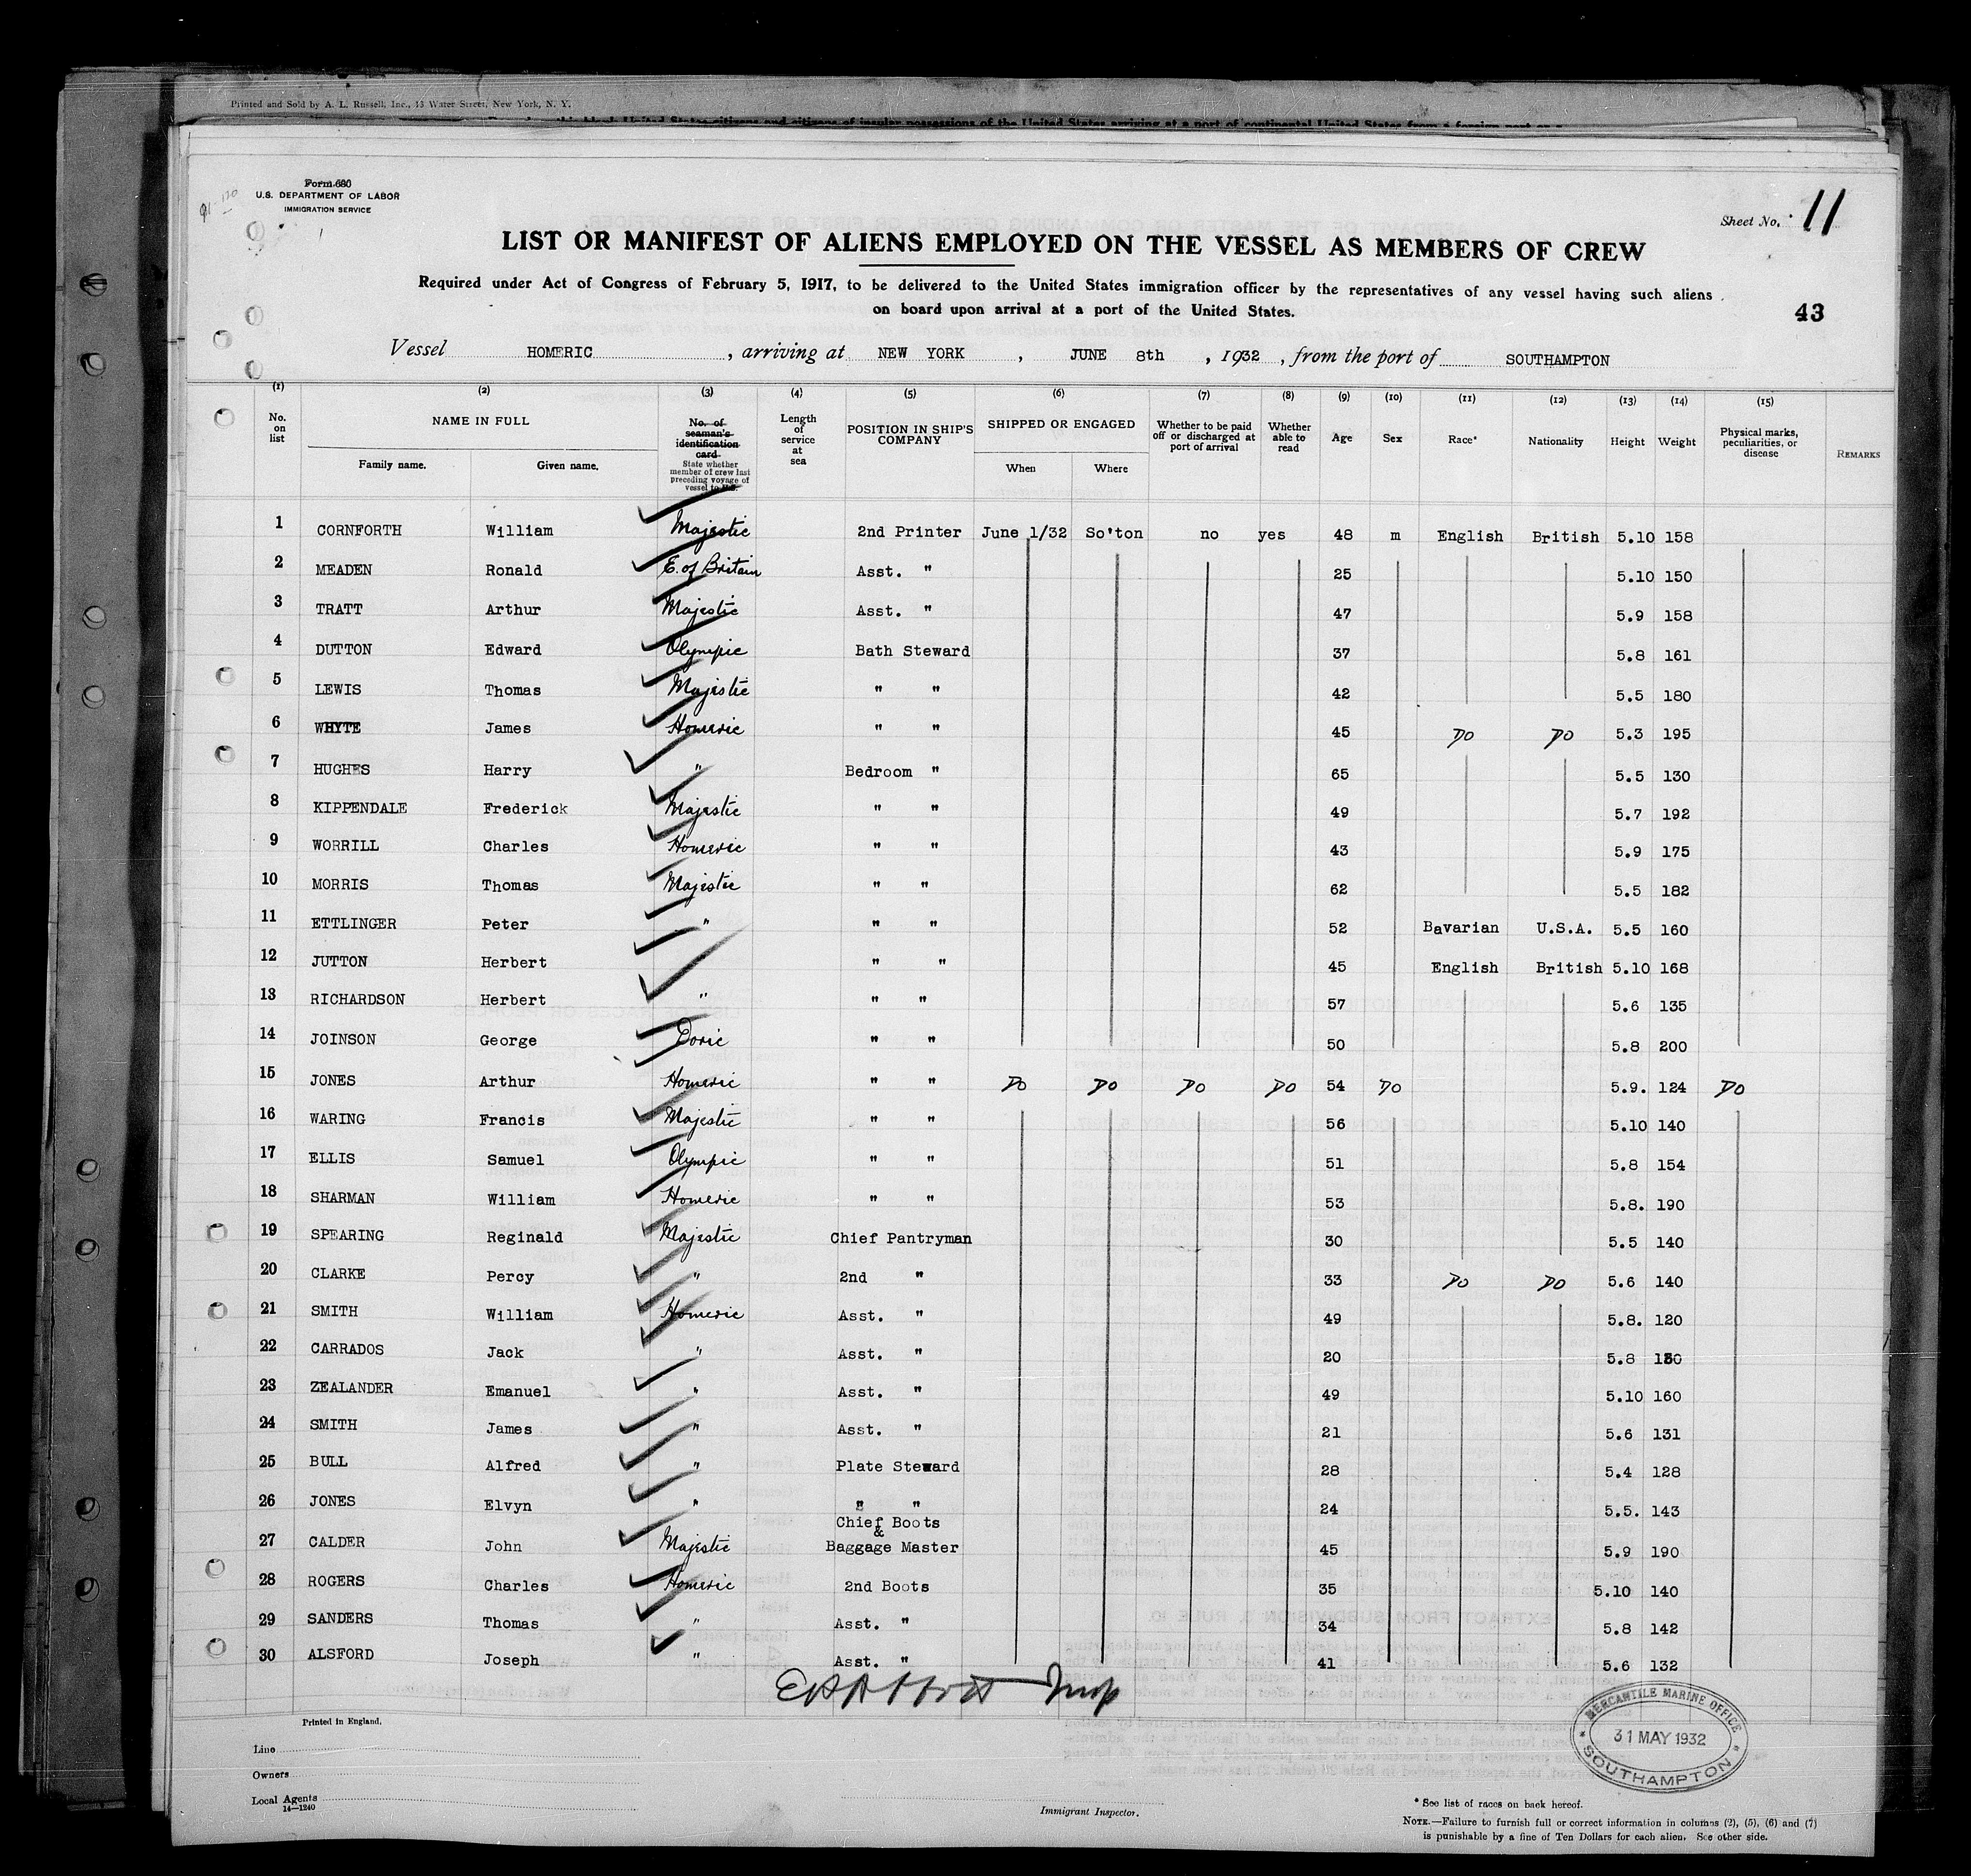 Printed and Sold by A. L. Russell, Inc., 43 Water Street, New York, N. Y.
Form 680
U.S. DEPARTMENT OF LABOR
IMMIGRATION SERVICE
Sheet No. 11
LIST OR MANIFEST OF ALIENS EMPLOYED ON THE VESSEL AS MEMBERS OF CREW
Required under Act of Congress of February 5, 1917, to be delivered to the United States immigration officer by the representatives of any vessel having such aliens
on board upon arrival at a port of the United States.
43
Vessel HOMERIC , arriving at NEW YORK , JUNE 8th , 1932 , from the port of SOUTHAMPTON
(1) (2) (3) (4) (5) (6) (7) (8) (9) (10) (11) (12) (13) (14) (15)
No. on list NAME IN FULL Family name. Given name. No. of seaman's identification card State whether member of crew last preceding voyage of vessel to U.S. Length of service at sea POSITION IN SHIP'S COMPANY SHIPPED OR ENGAGED When Where Whether to be paid off or discharged at port of arrival Whether able to read Age Sex Race* Nationality Height Weight Physical marks, peculiarities, or disease REMARKS
1 CORNFORTH William Majestic 2nd Printer June 1/32 So'ton no yes 48 m English British 5.10 158
2 MEADEN Ronald E. of Britain Asst. " 25 5.10 150
3 TRATT Arthur Majestic Asst. " 47 5.9 158
4 DUTTON Edward Olympic Bath Steward 37 5.8 161
5 LEWIS Thomas Majestic " " 42 5.5 180
6 WHYTE James Homeric " " 45 Do Do 5.3 195
7 HUGHES Harry " Bedroom " 65 5.5 130
8 KIPPENDALE Frederick Majestic " " 49 5.7 192
9 WORRILL Charles Homeric " " 43 5.9 175
10 MORRIS Thomas Majestic " " 62 5.5 182
11 ETTLINGER Peter " " " 52 Bavarian U.S.A. 5.5 160
12 JUTTON Herbert " " 45 English British 5.10 168
13 RICHARDSON Herbert " " " 57 5.6 135
14 JOINSON George Doric " " 50 5.8 200
15 JONES Arthur Homeric " " Do Do Do Do 54 Do 5.9. 124 Do
16 WARING Francis Majestic " " 56 5.10 140
17 ELLIS Samuel Olympic " " 51 5.8 154
18 SHARMAN William Homeric " " 53 5.8. 190
19 SPEARING Reginald Majestic Chief Pantryman 30 5.5 140
20 CLARKE Percy " 2nd " 33 Do Do 5.6 140
21 SMITH William Homeric Asst. " 49 5.8. 120
22 CARRADOS Jack " Asst. " 20 5.8
23 ZEALANDER Emanuel " Asst. " 49 5.10 160
24 SMITH James " Asst. " 21 5.6 131
25 BULL Alfred " Plate Steward 28 5.4 128
26 JONES Elvyn " " " 24 5.5. 143
27 CALDER John Majestic Chief Boots & Baggage Master 45 5.9 190
28 ROGERS Charles Homeric 2nd Boots 35 5.10 140
29 SANDERS Thomas " Asst. " 34 5.8 142
30 ALSFORD Joseph " Asst. " 41 5.6 132
Printed in England.
MERCANTILE MARINE OFFICE
31 MAY 1932
SOUTHAMPTON
Line
Owners
Local Agents
14—1240
Immigrant Inspector.
* See list of races on back hereof.
NOTE.—Failure to furnish full or correct information in columns (2), (5), (6) and (7)
is punishable by a fine of Ten Dollars for each alien. See other side.